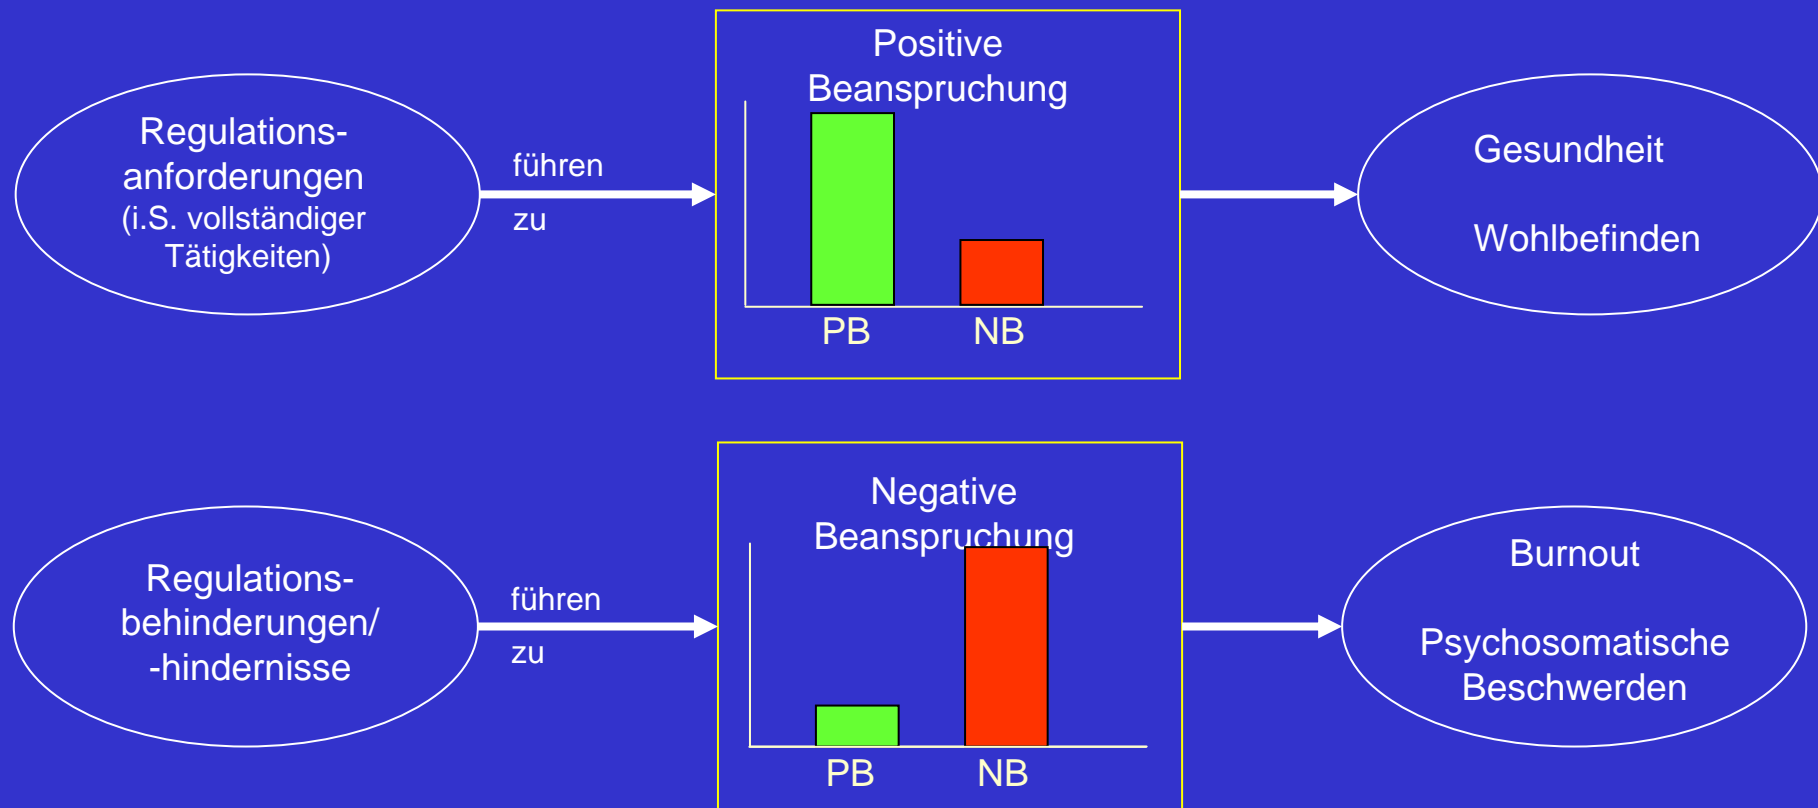 Regulations-
anforderungen
(i.S. vollständiger
Tätigkeiten)
führen
zu
Positive
Beanspruchung
PB NB
Gesundheit
Wohlbefinden
Regulations-
behinderungen/
-hindernisse
führen
zu
Negative
Beanspruchung
PB NB
Burnout
Psychosomatische
Beschwerden